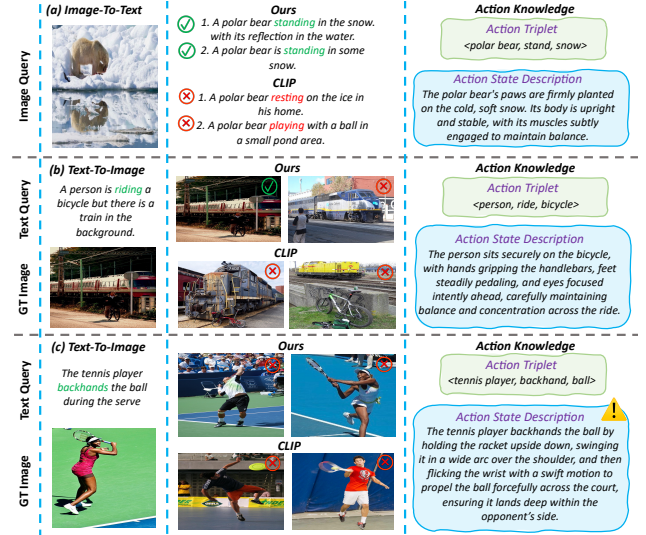 (a) Image-To-Text
Image Query
Ours
1. A polar bear standing in the snow.
with its reflection in the water.
2. A polar bear is standing in some
snow.
CLIP
1. A polar bear resting on the ice in
his home.
2. A polar bear playing with a ball in
a small pond area.
Action Knowledge
Action Triplet
<polar bear, stand, snow>
Action State Description
The polar bear's paws are firmly planted
on the cold, soft snow. Its body is upright
and stable, with its muscles subtly
engaged to maintain balance.
(b) Text-To-Image
Text Query
A person is riding a
bicycle but there is a
train in the
background.
GT Image
Ours
CLIP
Action Knowledge
Action Triplet
<person, ride, bicycle>
Action State Description
The person sits securely on the bicycle,
with hands gripping the handlebars, feet
steadily pedaling, and eyes focused
intently ahead, carefully maintaining
balance and concentration across the ride.
(c) Text-To-Image
Text Query
The tennis player
backhands the ball
during the serve
GT Image
Ours
CLIP
Action Knowledge
Action Triplet
<tennis player, backhand, ball>
Action State Description
The tennis player backhands the ball by
holding the racket upside down, swinging
it in a wide arc over the shoulder, and then
flicking the wrist with a swift motion to
propel the ball forcefully across the court,
ensuring it lands deep within the
opponent's side.